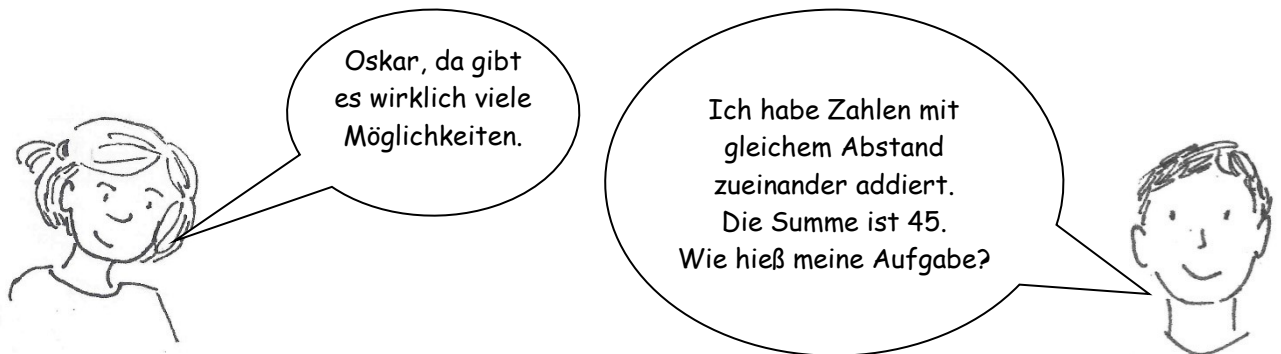 Oskar, da gibt
es wirklich viele
Möglichkeiten.
Ich habe Zahlen mit
gleichem Abstand
zueinander addiert.
Die Summe ist 45.
Wie hieß meine Aufgabe?